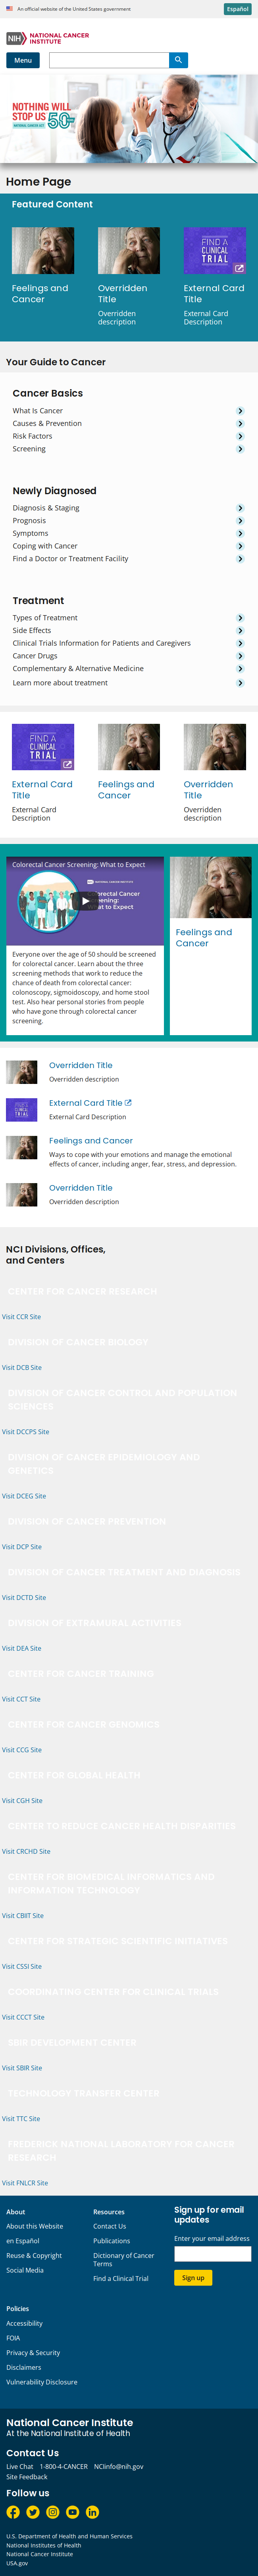 An official website of the United States government
Español
NIH NATIONAL CANCER
INSTITUTE
Menu
NOTHING WILL
STOP US
NATIONAL CANCER ACT
50
Home Page
Featured Content
FIND A
CLINICAL
TRIAL
Feelings and
Cancer
Overridden
Title
Overridden
description
External Card
Title
External Card
Description
Your Guide to Cancer
Cancer Basics
What Is Cancer
Causes & Prevention
Risk Factors
Screening
Newly Diagnosed
Diagnosis & Staging
Prognosis
Symptoms
Coping with Cancer
Find a Doctor or Treatment Facility
Treatment
Types of Treatment
Side Effects
Clinical Trials Information for Patients and Caregivers
Cancer Drugs
Complementary & Alternative Medicine
Learn more about treatment
FIND A
CLINICAL
TRIAL
External Card
Title
External Card
Description
Feelings and
Cancer
Overridden
Title
Overridden
description
Colorectal Cancer Screening: What to Expect
NATIONAL CANCER INSTITUTE
Colorectal Cancer
Screening:
What to Expect
Everyone over the age of 50 should be screened
for colorectal cancer. Learn about the three
screening methods that work to reduce the
chance of death from colorectal cancer:
colonoscopy, sigmoidoscopy, and home stool
test. Also hear personal stories from people
who have gone through colorectal cancer
screening.
Feelings and
Cancer
Overridden Title
Overridden description
CLINICAL
TRIAL
External Card Title
External Card Description
Feelings and Cancer
Ways to cope with your emotions and manage the emotional
effects of cancer, including anger, fear, stress, and depression.
Overridden Title
Overridden description
NCI Divisions, Offices,
and Centers
CENTER FOR CANCER RESEARCH
Visit CCR Site
DIVISION OF CANCER BIOLOGY
Visit DCB Site
DIVISION OF CANCER CONTROL AND POPULATION
SCIENCES
Visit DCCPS Site
DIVISION OF CANCER EPIDEMIOLOGY AND
GENETICS
Visit DCEG Site
DIVISION OF CANCER PREVENTION
Visit DCP Site
DIVISION OF CANCER TREATMENT AND DIAGNOSIS
Visit DCTD Site
DIVISION OF EXTRAMURAL ACTIVITIES
Visit DEA Site
CENTER FOR CANCER TRAINING
Visit CCT Site
CENTER FOR CANCER GENOMICS
Visit CCG Site
CENTER FOR GLOBAL HEALTH
Visit CGH Site
CENTER TO REDUCE CANCER HEALTH DISPARITIES
Visit CRCHD Site
CENTER FOR BIOMEDICAL INFORMATICS AND
INFORMATION TECHNOLOGY
Visit CBIIT Site
CENTER FOR STRATEGIC SCIENTIFIC INITIATIVES
Visit CSSI Site
COORDINATING CENTER FOR CLINICAL TRIALS
Visit CCCT Site
SBIR DEVELOPMENT CENTER
Visit SBIR Site
TECHNOLOGY TRANSFER CENTER
Visit TTC Site
FREDERICK NATIONAL LABORATORY FOR CANCER
RESEARCH
Visit FNLCR Site
About
About this Website
en Español
Reuse & Copyright
Social Media
Resources
Contact Us
Publications
Dictionary of Cancer
Terms
Find a Clinical Trial
Sign up for email
updates
Enter your email address
Sign up
Policies
Accessibility
FOIA
Privacy & Security
Disclaimers
Vulnerability Disclosure
National Cancer Institute
At the National Institutes of Health
Contact Us
Live Chat 1-800-4-CANCER NCIinfo@nih.gov
Site Feedback
Follow us
U.S. Department of Health and Human Services
National Institutes of Health
National Cancer Institute
USA.gov